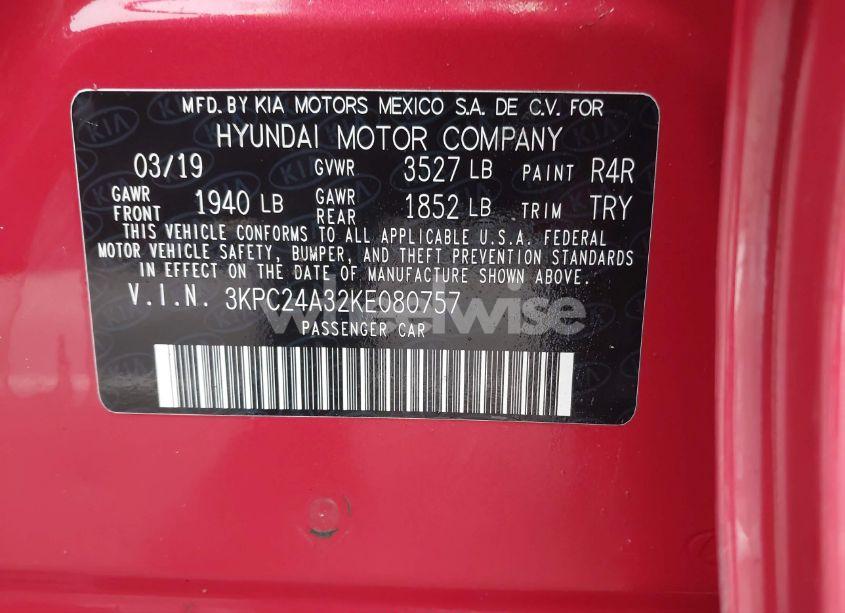 MFD. BY KIA MOTORS MEXICO S.A. DE C.V. FOR
HYUNDAI MOTOR COMPANY
03/19 GVWR 3527 LB PAINT R4R
GAWR FRONT 1940 LB GAWR REAR 1852 LB TRIM TRY
THIS VEHICLE CONFORMS TO ALL APPLICABLE U.S.A. FEDERAL
MOTOR VEHICLE SAFETY, BUMPER, AND THEFT PREVENTION STANDARDS
IN EFFECT ON THE DATE OF MANUFACTURE SHOWN ABOVE.
V.I.N. 3KPC24A32KE080757
wheelwise
PASSENGER CAR